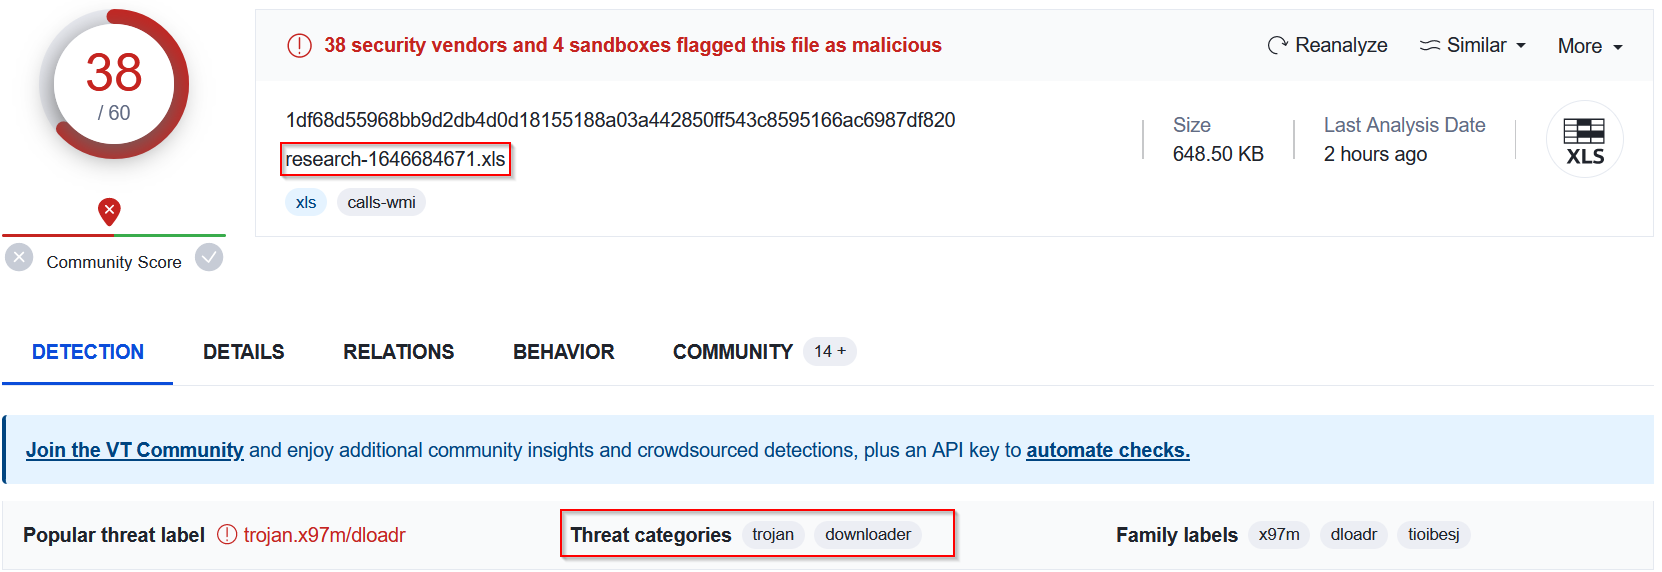 38
/ 60
Community Score
38 security vendors and 4 sandboxes flagged this file as malicious
Reanalyze
Similar
More
1df68d55968bb9d2db4d0d18155188a03a442850ff543c8595166ac6987df820
research-1646684671.xls
xls
calls-wmi
Size
648.50 KB
Last Analysis Date
2 hours ago
XLS
DETECTION
DETAILS
RELATIONS
BEHAVIOR
COMMUNITY
14 +
Join the VT Community and enjoy additional community insights and crowdsourced detections, plus an API key to automate checks.
Popular threat label trojan.x97m/dloadr
Threat categories trojan downloader
Family labels x97m dloadr tioibesj